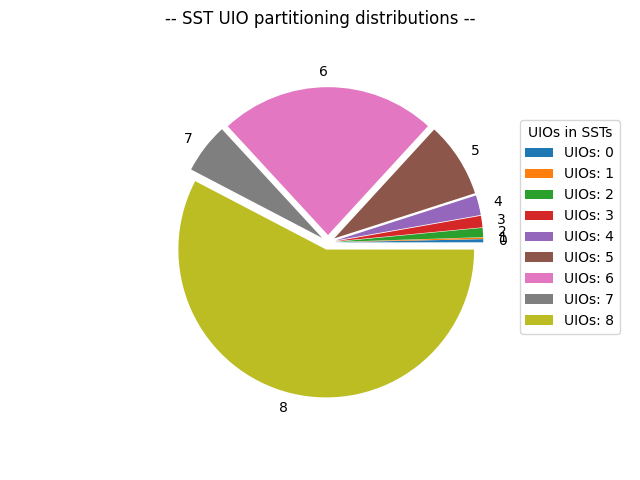 -- SST UIO partitioning distributions --
6
7
5
4
3
2
1
0
8
UIOs in SSTs
UIOs: 0
UIOs: 1
UIOs: 2
UIOs: 3
UIOs: 4
UIOs: 5
UIOs: 6
UIOs: 7
UIOs: 8